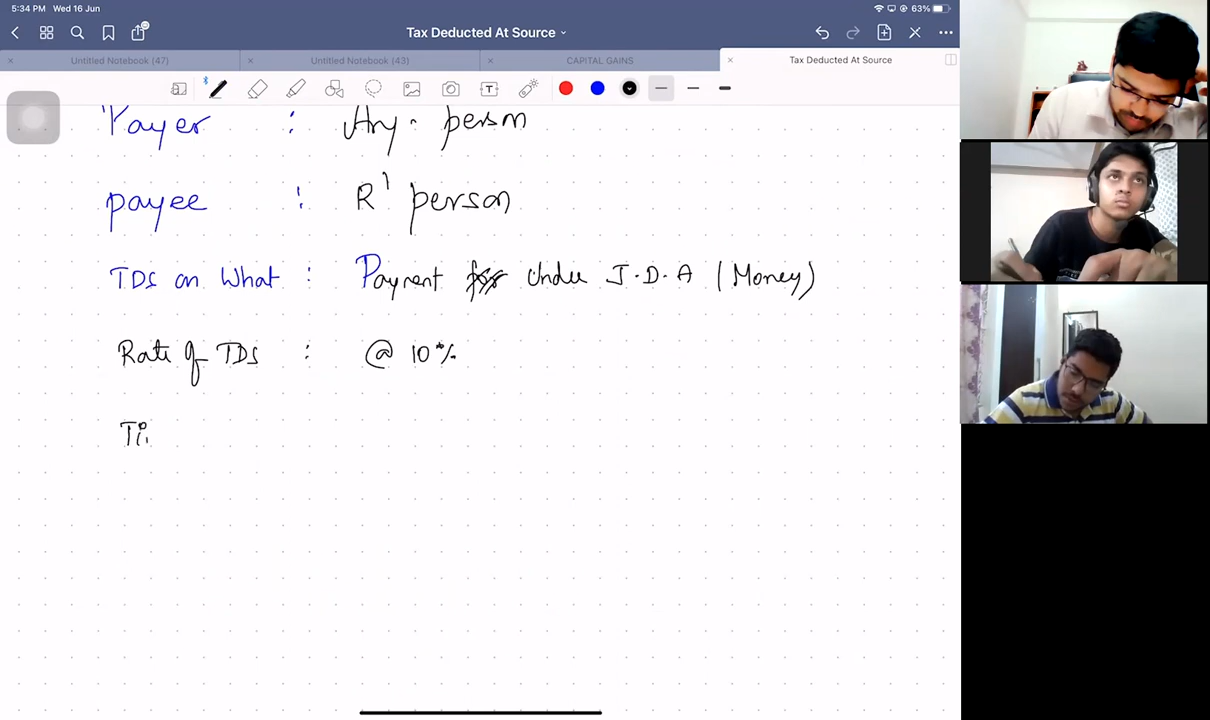 5:34 PM Wed 16 Jun
63%
Tax Deducted At Source
Untitled Notebook (47)
Untitled Notebook (43)
CAPITAL GAINS
Tax Deducted At Source
Payer : Any person
payee : R' person
TDS on What : Payment for Under J.D.A (Money)
Rate of TDS : @ 10%
Ti